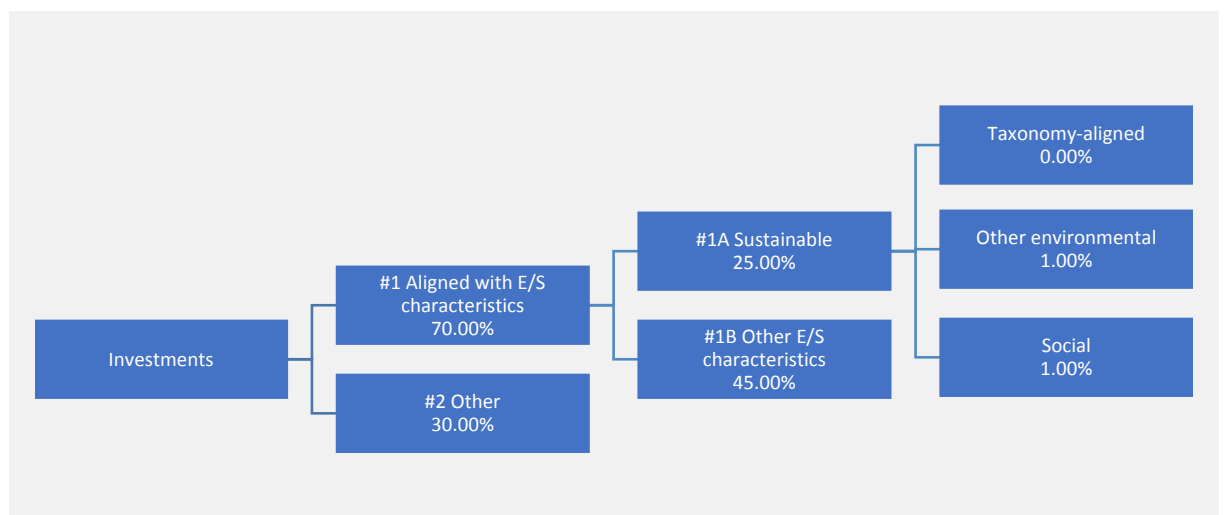 Investments
#1 Aligned with E/S
characteristics
70.00%
#2 Other
30.00%
#1A Sustainable
25.00%
#1B Other E/S
characteristics
45.00%
Taxonomy-aligned
0.00%
Other environmental
1.00%
Social
1.00%